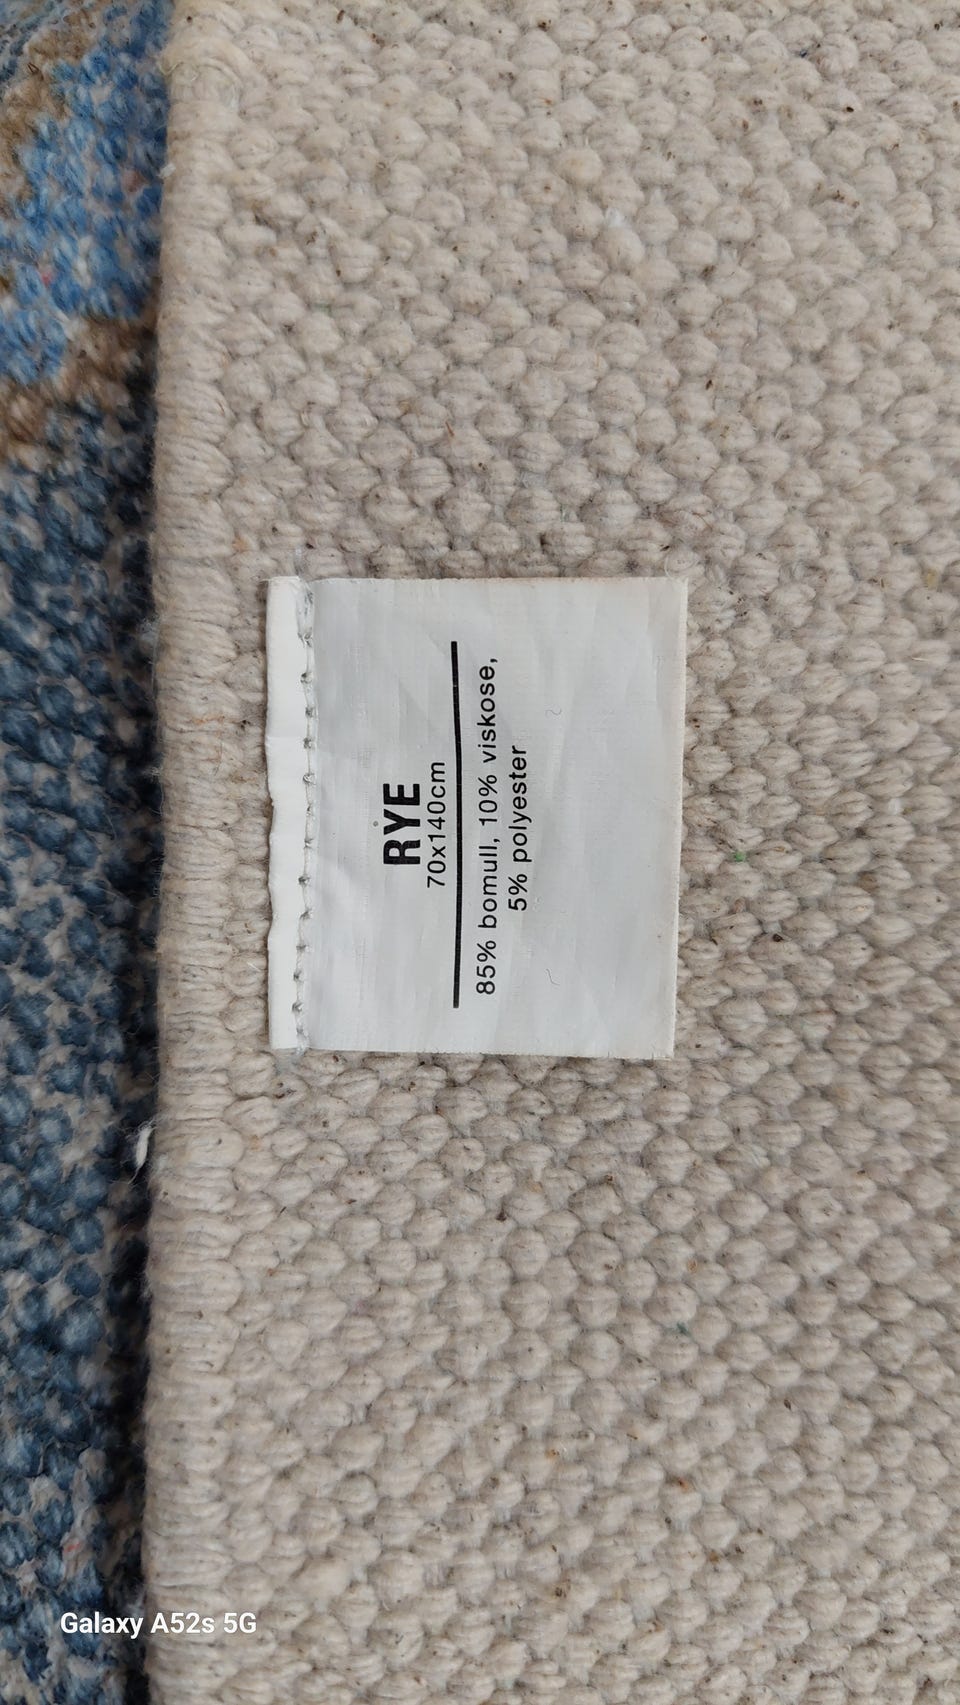 RYE
70x140cm
85% bomull, 10% viskose,
5% polyester
Galaxy A52s 5G